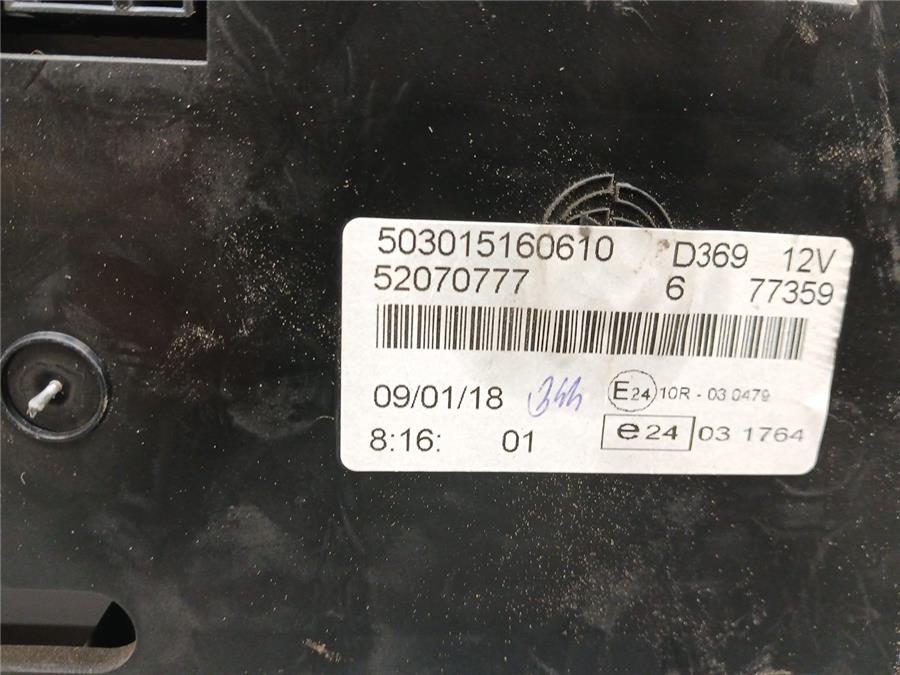 503015160610 D369 12V
52070777 6 77359
09/01/18 E24 10R - 03 0479
8:16: 01 e24 03 1764